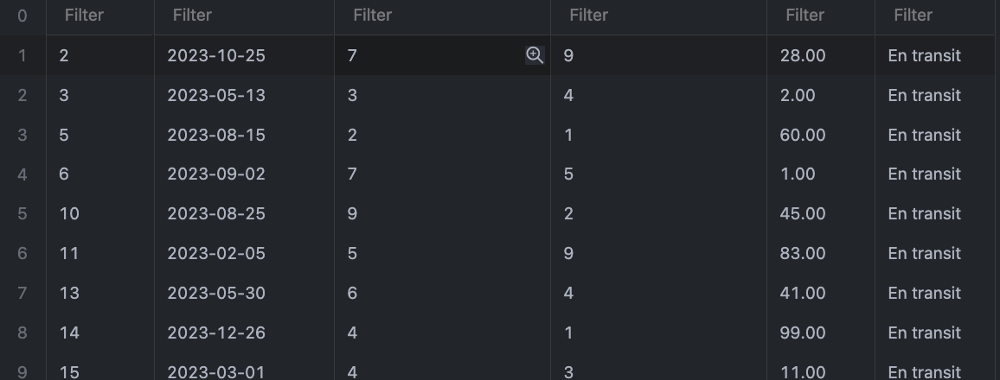 0 Filter Filter Filter Filter Filter Filter
1 2 2023-10-25 7 9 28.00 En transit
2 3 2023-05-13 3 4 2.00 En transit
3 5 2023-08-15 2 1 60.00 En transit
4 6 2023-09-02 7 5 1.00 En transit
5 10 2023-08-25 9 2 45.00 En transit
6 11 2023-02-05 5 9 83.00 En transit
7 13 2023-05-30 6 4 41.00 En transit
8 14 2023-12-26 4 1 99.00 En transit
9 15 2023-03-01 4 3 11.00 En transit